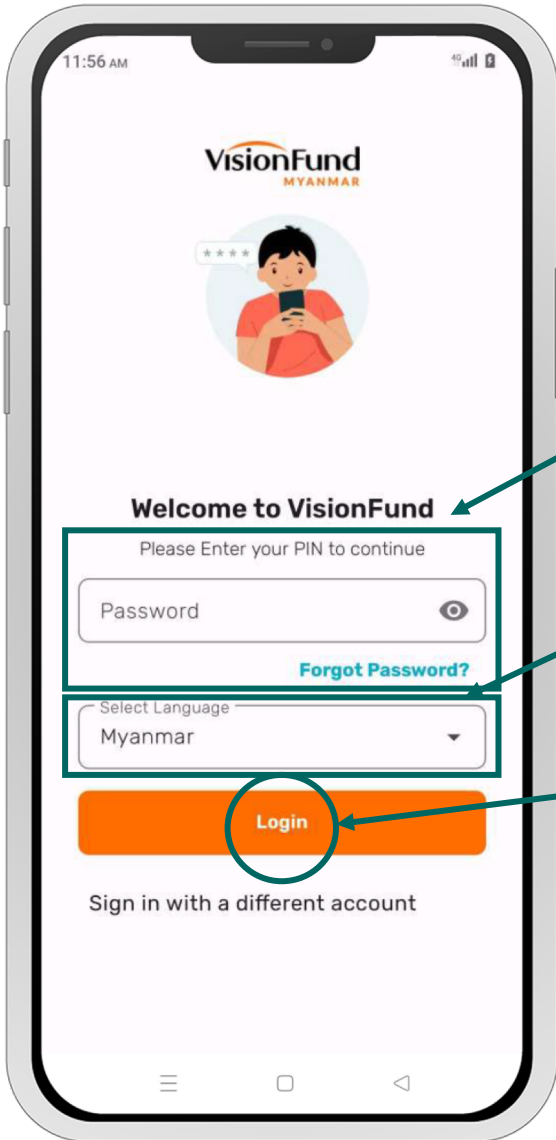 11:56 AM
4G
VisionFund
MYANMAR
****
Welcome to VisionFund
Please Enter your PIN to continue
Password
Forgot Password?
Select Language
Myanmar
Login
Sign in with a different account